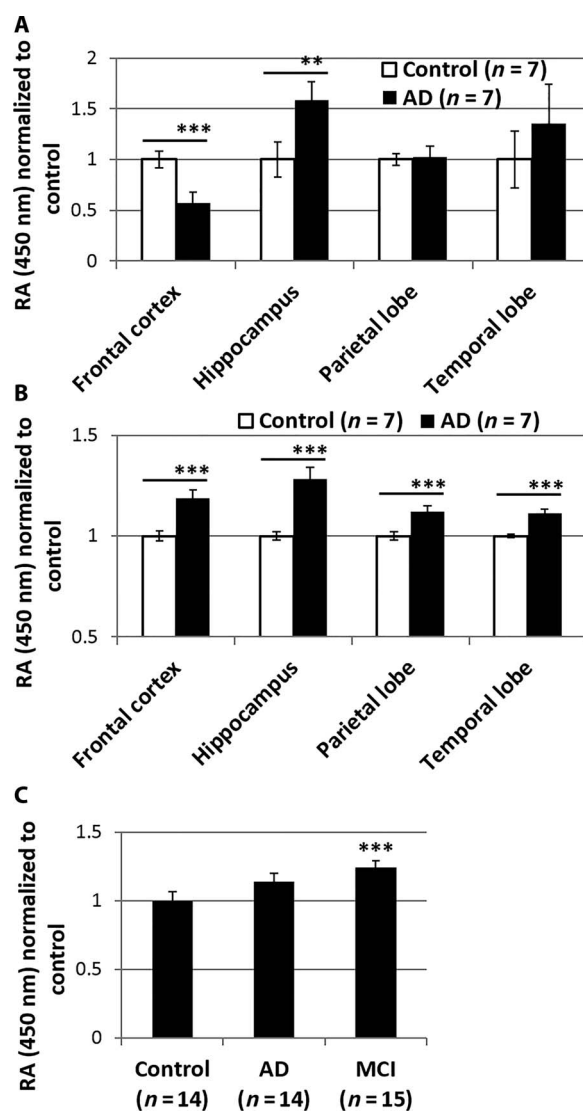 A
RA (450 nm) normalized to
control
2
1.5
1
0.5
0
Control (n = 7)
AD (n = 7)
***
**
Frontal cortex
Hippocampus
Parietal lobe
Temporal lobe
B
RA (450 nm) normalized to
control
Control (n = 7) AD (n = 7)
1.5
1
0.5
***
***
***
***
Frontal cortex
Hippocampus
Parietal lobe
Temporal lobe
C
RA (450 nm) normalized to
control
1.5
1
0.5
0
***
Control AD MCI
(n = 14) (n = 14) (n = 15)